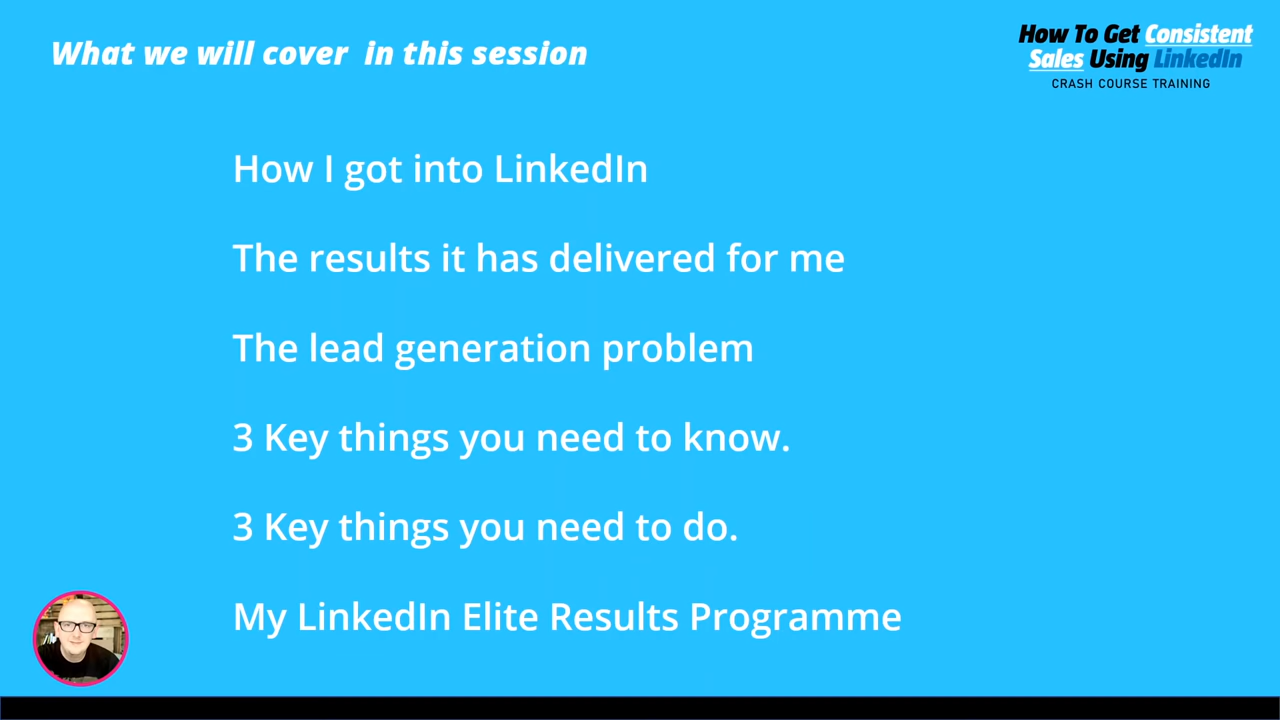 What we will cover in this session
How To Get Consistent
Sales Using LinkedIn
CRASH COURSE TRAINING
How I got into LinkedIn
The results it has delivered for me
The lead generation problem
3 Key things you need to know.
3 Key things you need to do.
My LinkedIn Elite Results Programme